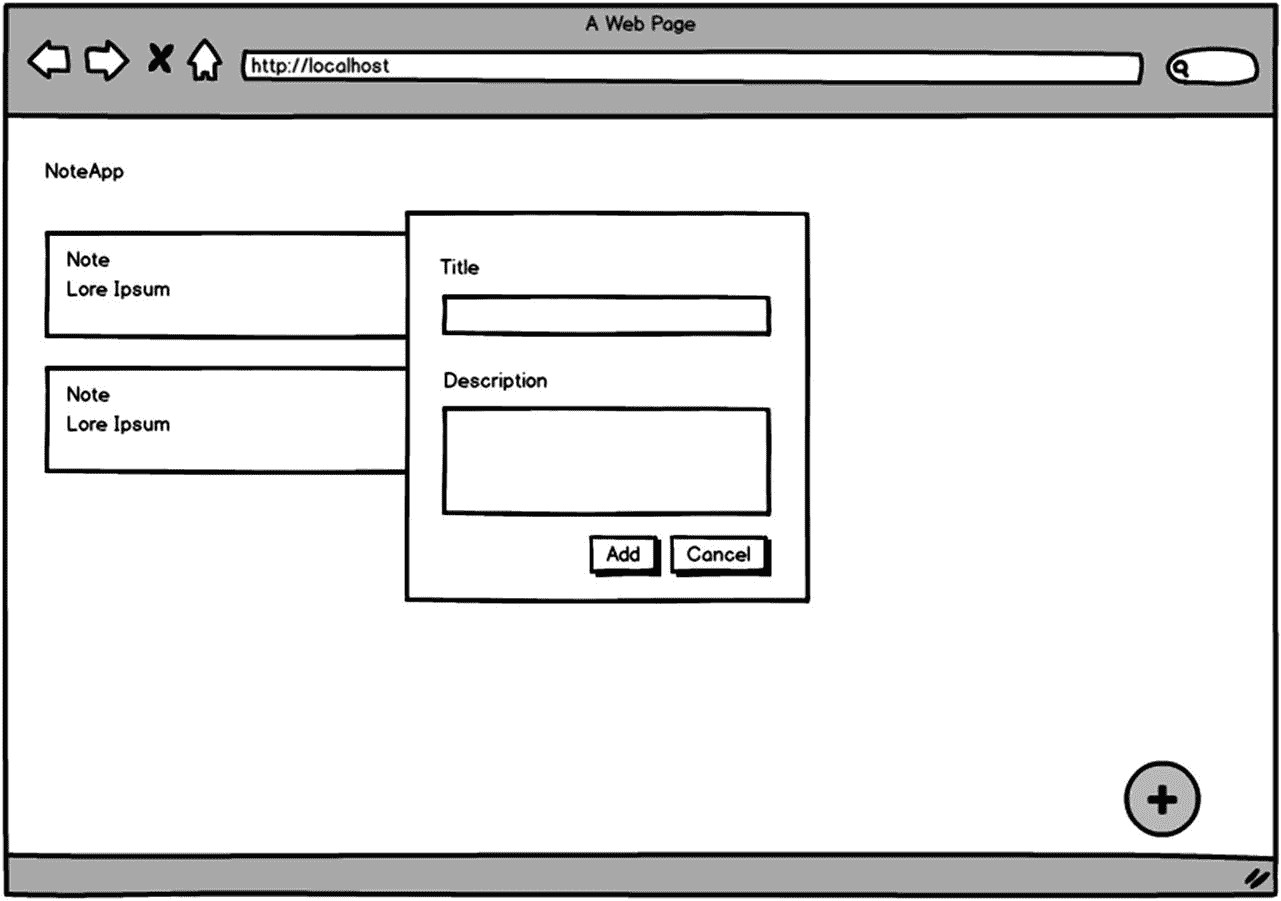 A Web Page
http://localhost
NoteApp
Note
Lore Ipsum
Note
Lore Ipsum
Title
Description
Add
Cancel